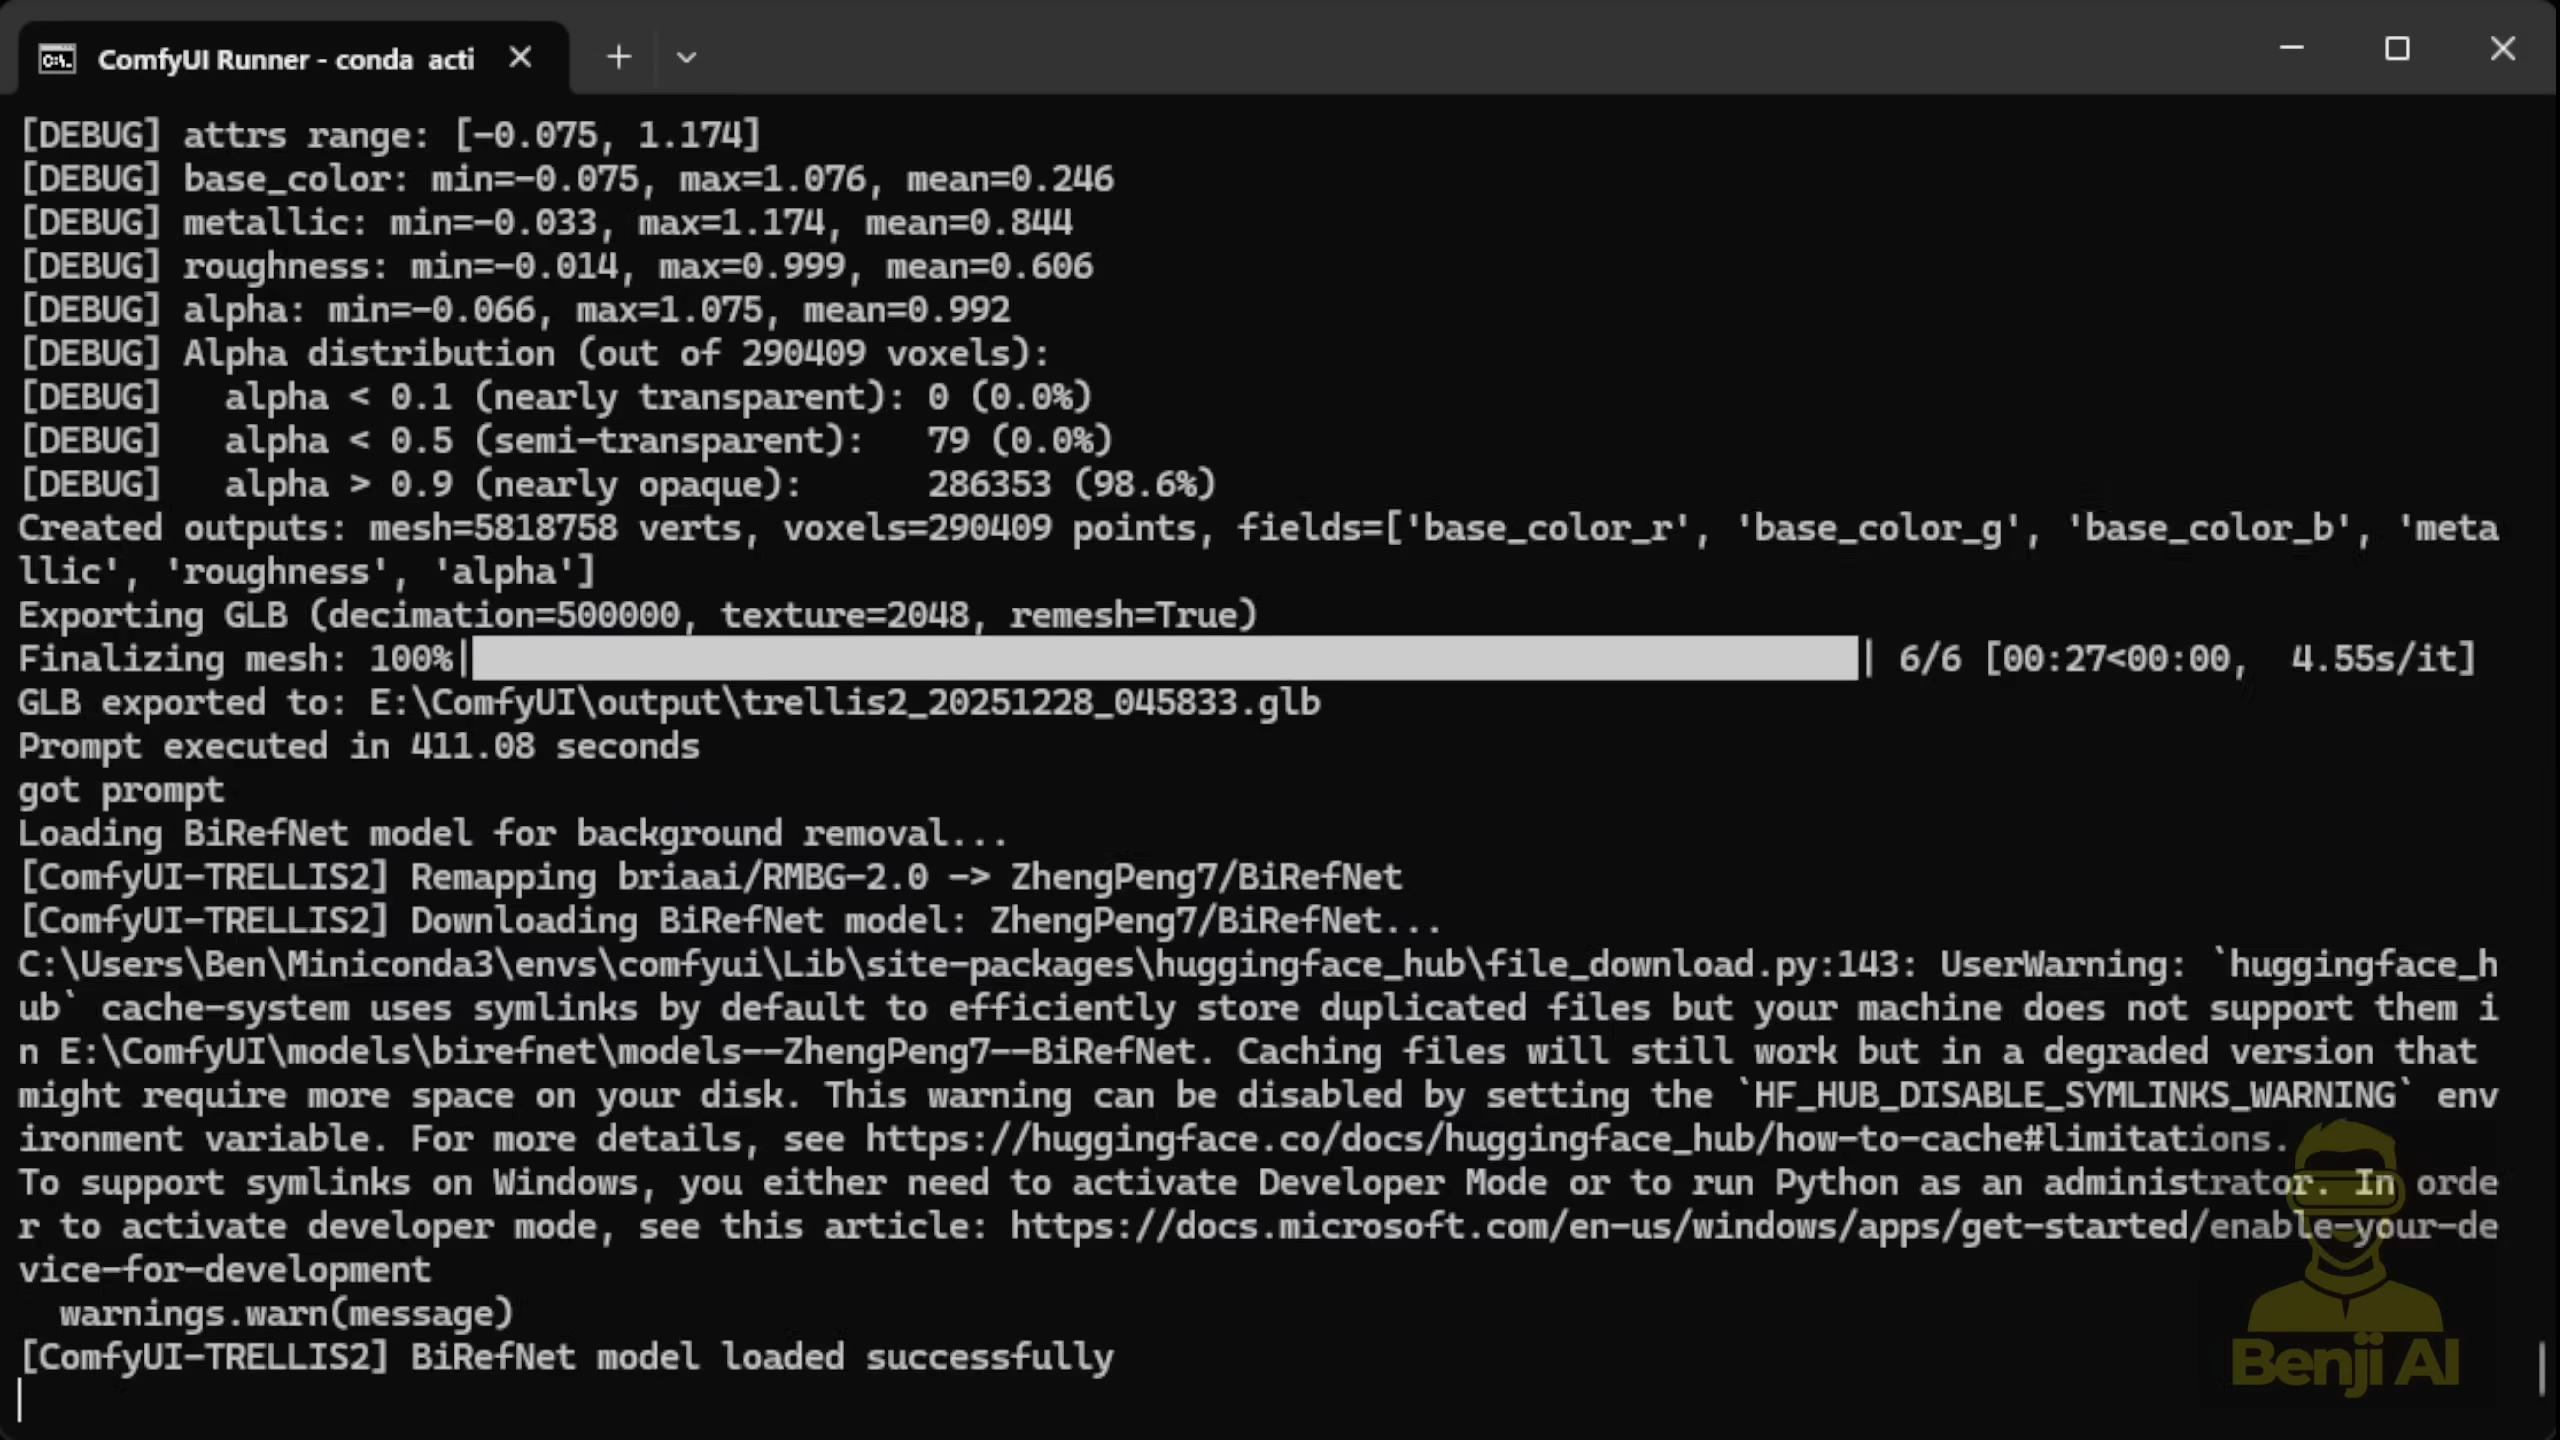 ComfyUI Runner - conda acti
[DEBUG] attrs range: [-0.075, 1.174]
[DEBUG] base_color: min=-0.075, max=1.076, mean=0.246
[DEBUG] metallic: min=-0.033, max=1.174, mean=0.844
[DEBUG] roughness: min=-0.014, max=0.999, mean=0.606
[DEBUG] alpha: min=-0.066, max=1.075, mean=0.992
[DEBUG] Alpha distribution (out of 290409 voxels):
[DEBUG]   alpha < 0.1 (nearly transparent): 0 (0.0%)
[DEBUG]   alpha < 0.5 (semi-transparent):   79 (0.0%)
[DEBUG]   alpha > 0.9 (nearly opaque):      286353 (98.6%)
Created outputs: mesh=5818758 verts, voxels=290409 points, fields=['base_color_r', 'base_color_g', 'base_color_b', 'meta
llic', 'roughness', 'alpha']
Exporting GLB (decimation=500000, texture=2048, remesh=True)
Finalizing mesh: 100%| | 6/6 [00:27<00:00,  4.55s/it]
GLB exported to: E:\ComfyUI\output\trellis2_20251228_045833.glb
Prompt executed in 411.08 seconds
got prompt
Loading BiRefNet model for background removal...
[ComfyUI-TRELLIS2] Remapping briaai/RMBG-2.0 -> ZhengPeng7/BiRefNet
[ComfyUI-TRELLIS2] Downloading BiRefNet model: ZhengPeng7/BiRefNet...
C:\Users\Ben\Miniconda3\envs\comfyui\Lib\site-packages\huggingface_hub\file_download.py:143: UserWarning: `huggingface_h
ub` cache-system uses symlinks by default to efficiently store duplicated files but your machine does not support them i
n E:\ComfyUI\models\birefnet\models--ZhengPeng7--BiRefNet. Caching files will still work but in a degraded version that
might require more space on your disk. This warning can be disabled by setting the `HF_HUB_DISABLE_SYMLINKS_WARNING` env
ironment variable. For more details, see https://huggingface.co/docs/huggingface_hub/how-to-cache#limitations.
To support symlinks on Windows, you either need to activate Developer Mode or to run Python as an administrator. In orde
r to activate developer mode, see this article: https://docs.microsoft.com/en-us/windows/apps/get-started/enable-your-de
vice-for-development
  warnings.warn(message)
[ComfyUI-TRELLIS2] BiRefNet model loaded successfully
Benji AI